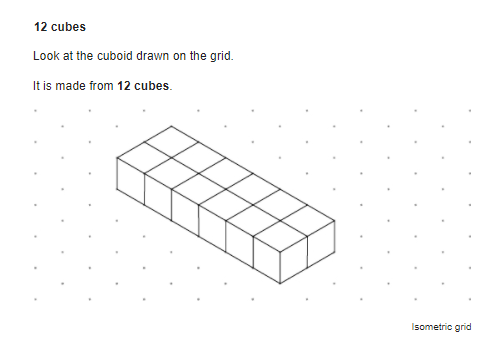 12 cubes
Look at the cuboid drawn on the grid.
It is made from 12 cubes.
Isometric grid